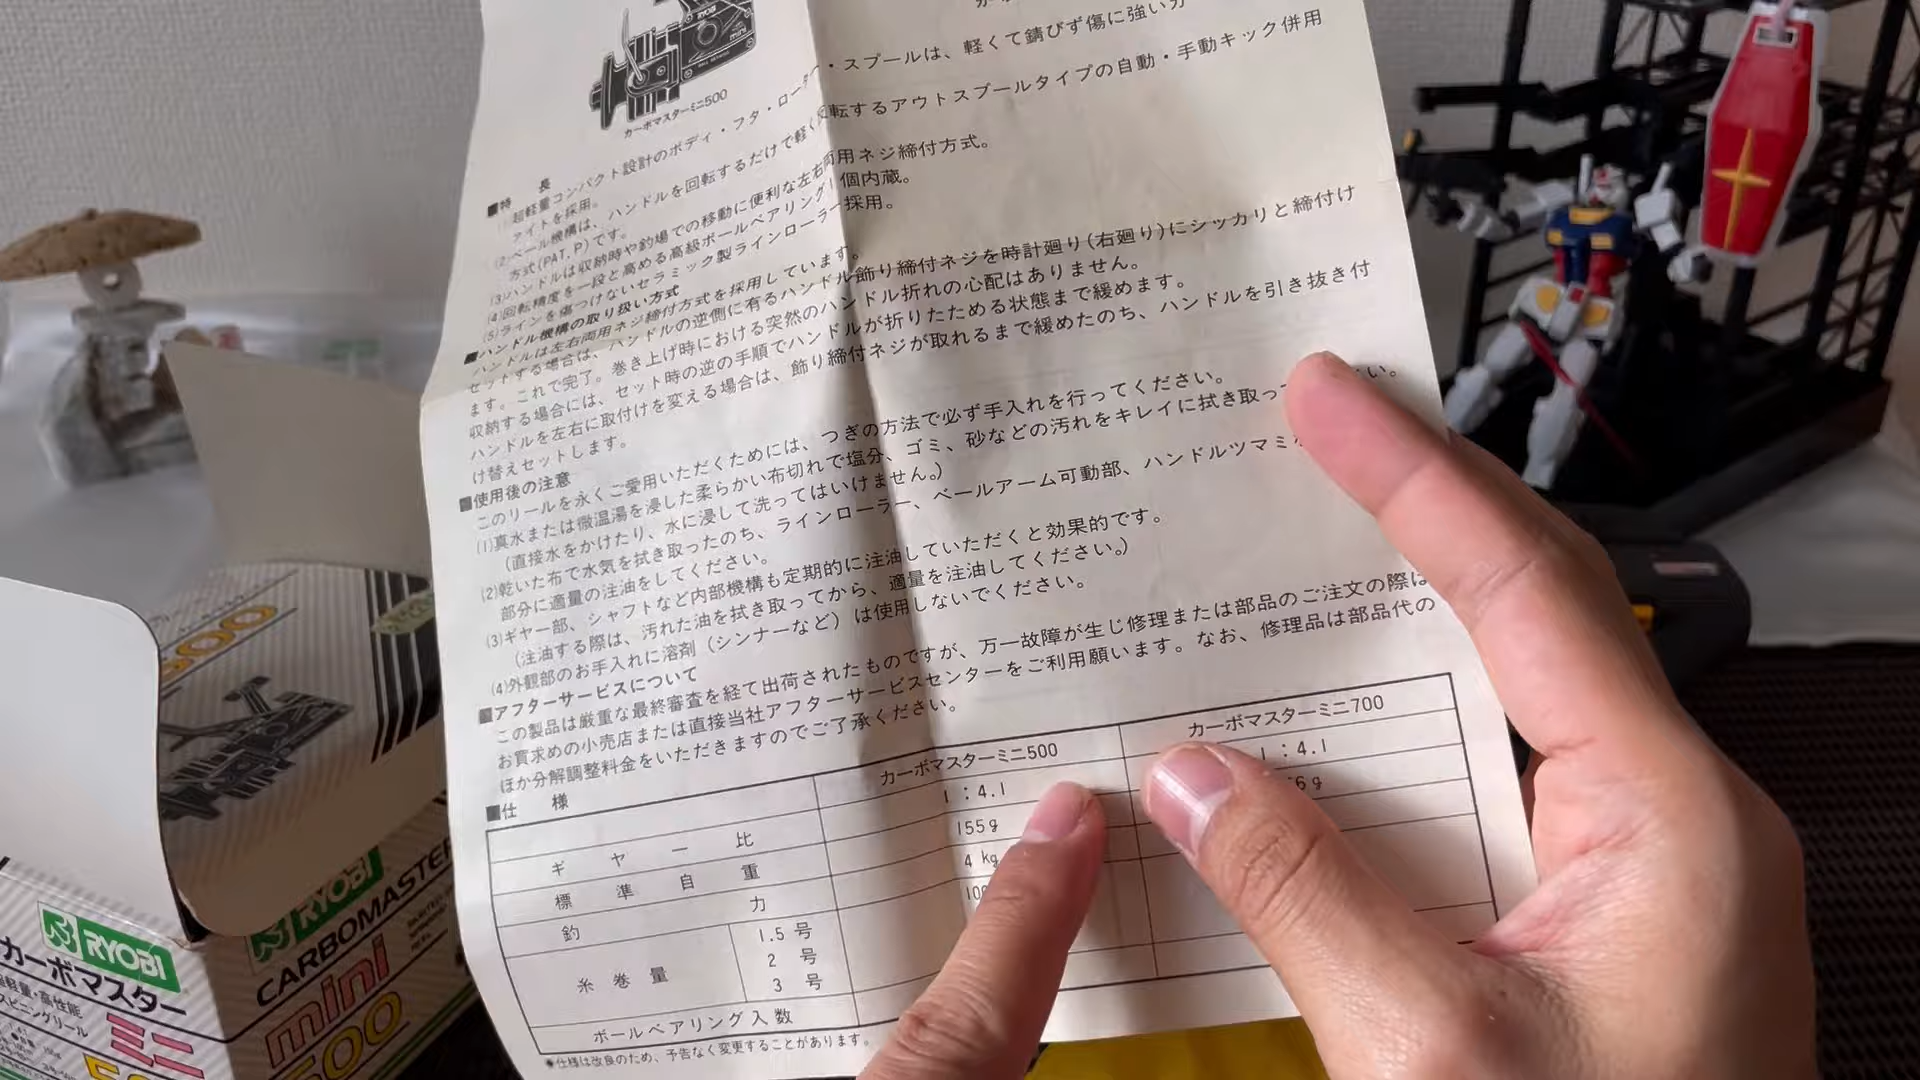 RYOBI
mini
カーボマスターミニ500
・スプールは、軽くて錆びず傷に強い
■特 長
超軽量コンパクト設計のボディ・フタ・ロータ
ァイトを採用。
(2)ベール機構は、ハンドルを回転するだけで軽く反転するアウトスプールタイプの自動・手動キック併用
方式(PAT. P)です。
(3)ハンドルは収納時や釣場での移動に便利な左右両用ネジ締付方式。
(4)回転精度を一段と高める高級ボールベアリング1個内蔵。
(5)ラインを傷つけないセラミック製ラインローラー採用。
■ハンドル機構の取り扱い方式
ハンドルは左右両用ネジ締付方式を採用しています。
セットする場合は、ハンドルの逆側に有るハンドル飾り締付ネジを時計廻り(右廻り)にシッカリと締付け
ます。これで完了。巻き上げ時における突然のハンドル折れの心配はありません。
収納する場合には、セット時の逆の手順でハンドルが折りたためる状態まで緩めます。
ハンドルを左右に取付けを変える場合は、飾り締付ネジが取れるまで緩めたのち、ハンドルを引き抜き付
け替えセットします。
■使用後の注意
このリールを永くご愛用いただくためには、つぎの方法で必ず手入れを行ってください。
(1)真水または微温湯を浸した柔らかい布切れで塩分、ゴミ、砂などの汚れをキレイに拭き取っ さい。
(直接水をかけたり、水に浸して洗ってはいけません。)
(2)乾いた布で水気を拭き取ったのち、ラインローラー、ベールアーム可動部、ハンドルツマミ
部分に適量の注油をしてください。
(3)ギヤー部、シャフトなど内部機構も定期的に注油していただくと効果的です。
(注油する際は、汚れた油を拭き取ってから、適量を注油してください。)
(4)外観部のお手入れに溶剤(シンナーなど)は使用しないでください。
■アフターサービスについて
この製品は厳重な最終審査を経て出荷されたものですが、万一故障が生じ修理または部品のご注文の際は
お買求めの小売店または直接当社アフターサービスセンターをご利用願います。なお、修理品は部品代の
ほか分解調整料金をいただきますのでご了承ください。
■仕 様
カーボマスターミニ500 カーボマスターミニ700
ギヤー比 1:4.1 1:4.1
標準自重 155g 6g
釣力 4kg
糸巻量 1.5号 10
2号
3号
ボールベアリング入数
●仕様は改良のため、予告なく変更することがあります。
500
RYOBI
カーボマスター
超軽量・高性能
スピニングリール
ミニ
RYOBI
CARBOMASTER
mini
500